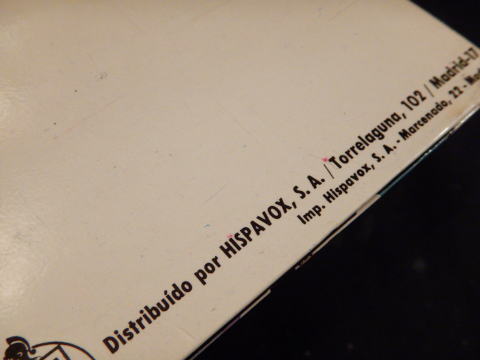 Distribuído por HISPAVOX, S. A. / Torrelaguna, 102 / Madrid-17
Imp. Hispavox, S. A. - Marcenado, 22 -